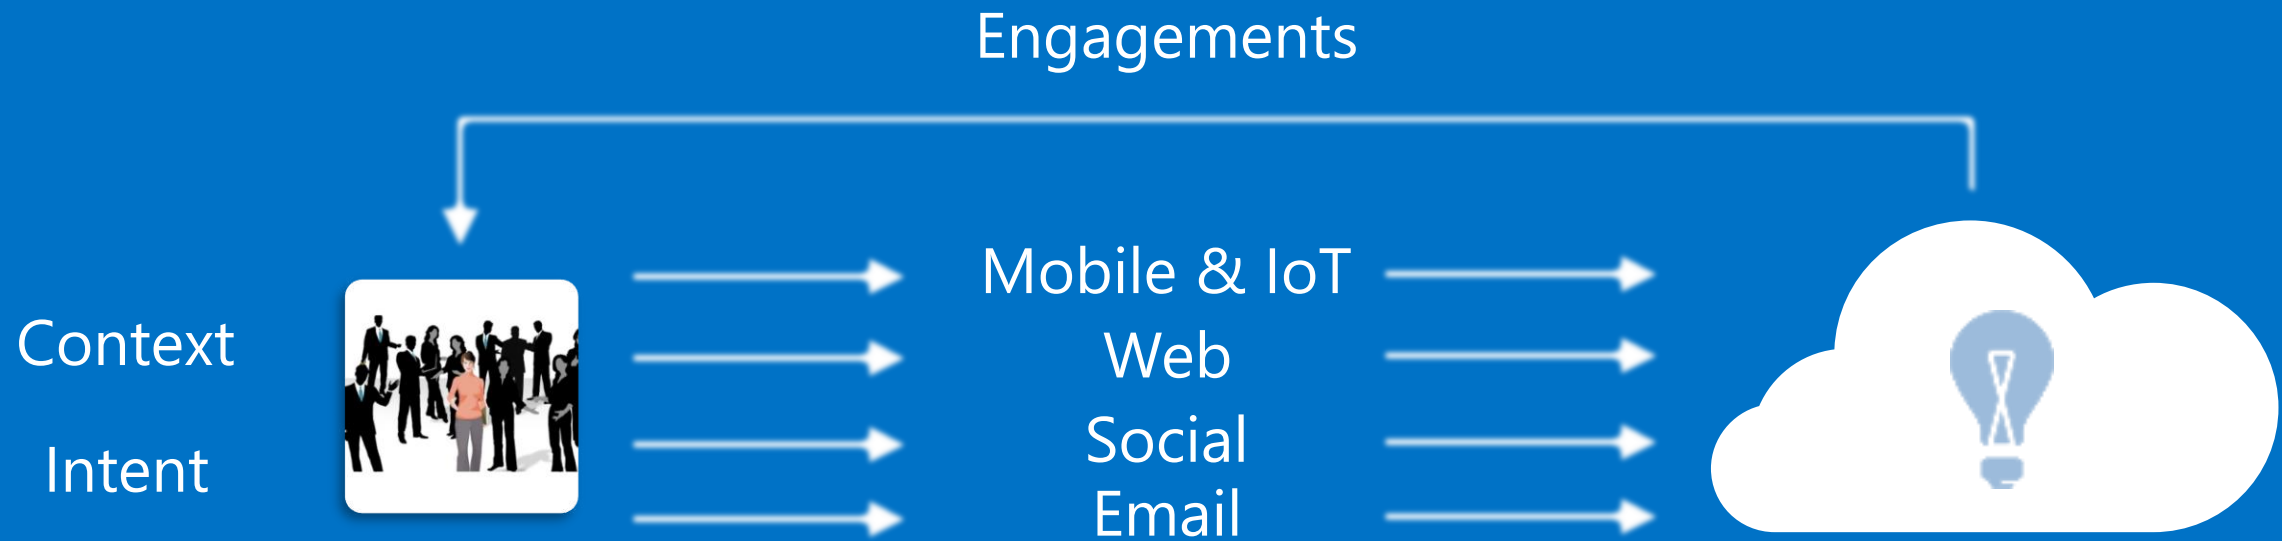 Engagements
Context
Intent
Mobile & IoT
Web
Social
Email